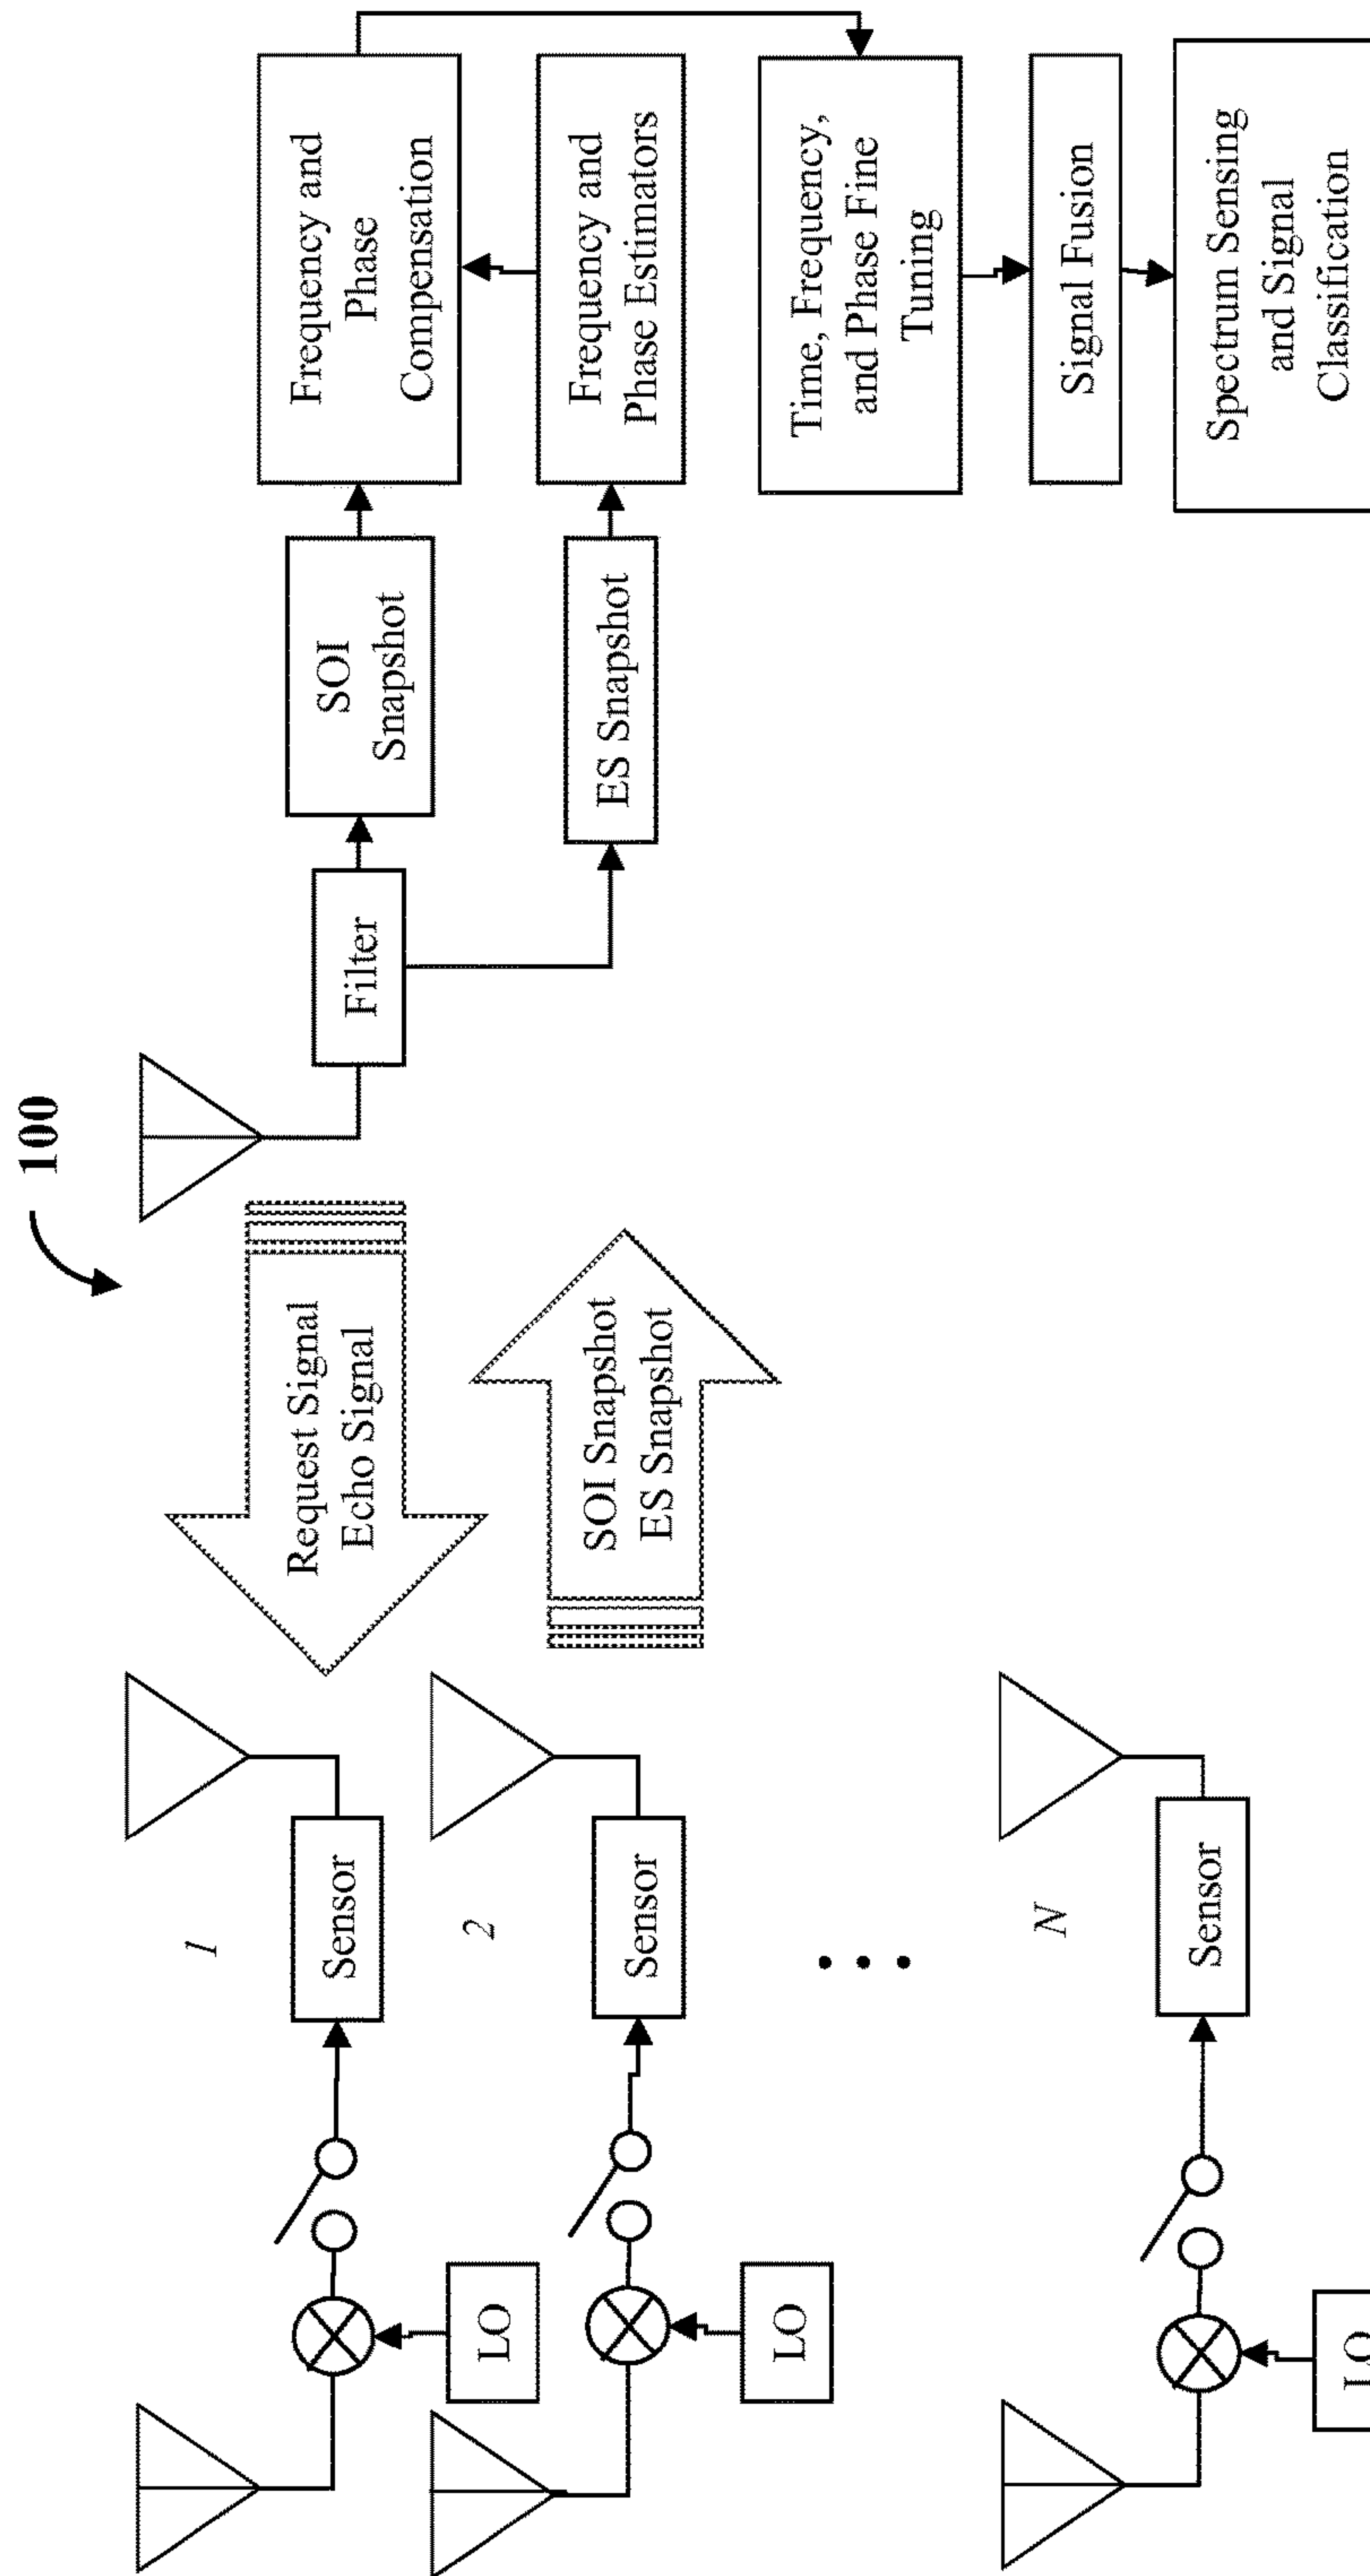 100
1
Sensor
LO
2
Sensor
LO
N
Sensor
LO
Request Signal
Echo Signal
SOI Snapshot
ES Snapshot
Filter
SOI
Snapshot
ES Snapshot
Frequency and
Phase
Compensation
Frequency and
Phase Estimators
Time, Frequency,
and Phase Fine
Tuning
Signal Fusion
Spectrum Sensing
and Signal
Classification